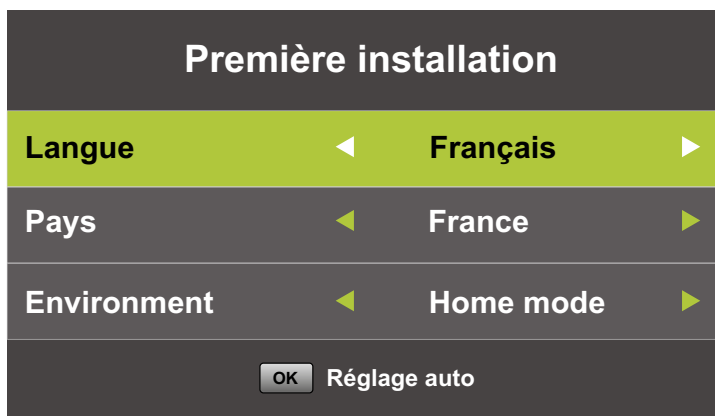 Première installation
Langue Français
Pays France
Environment Home mode
OK Réglage auto